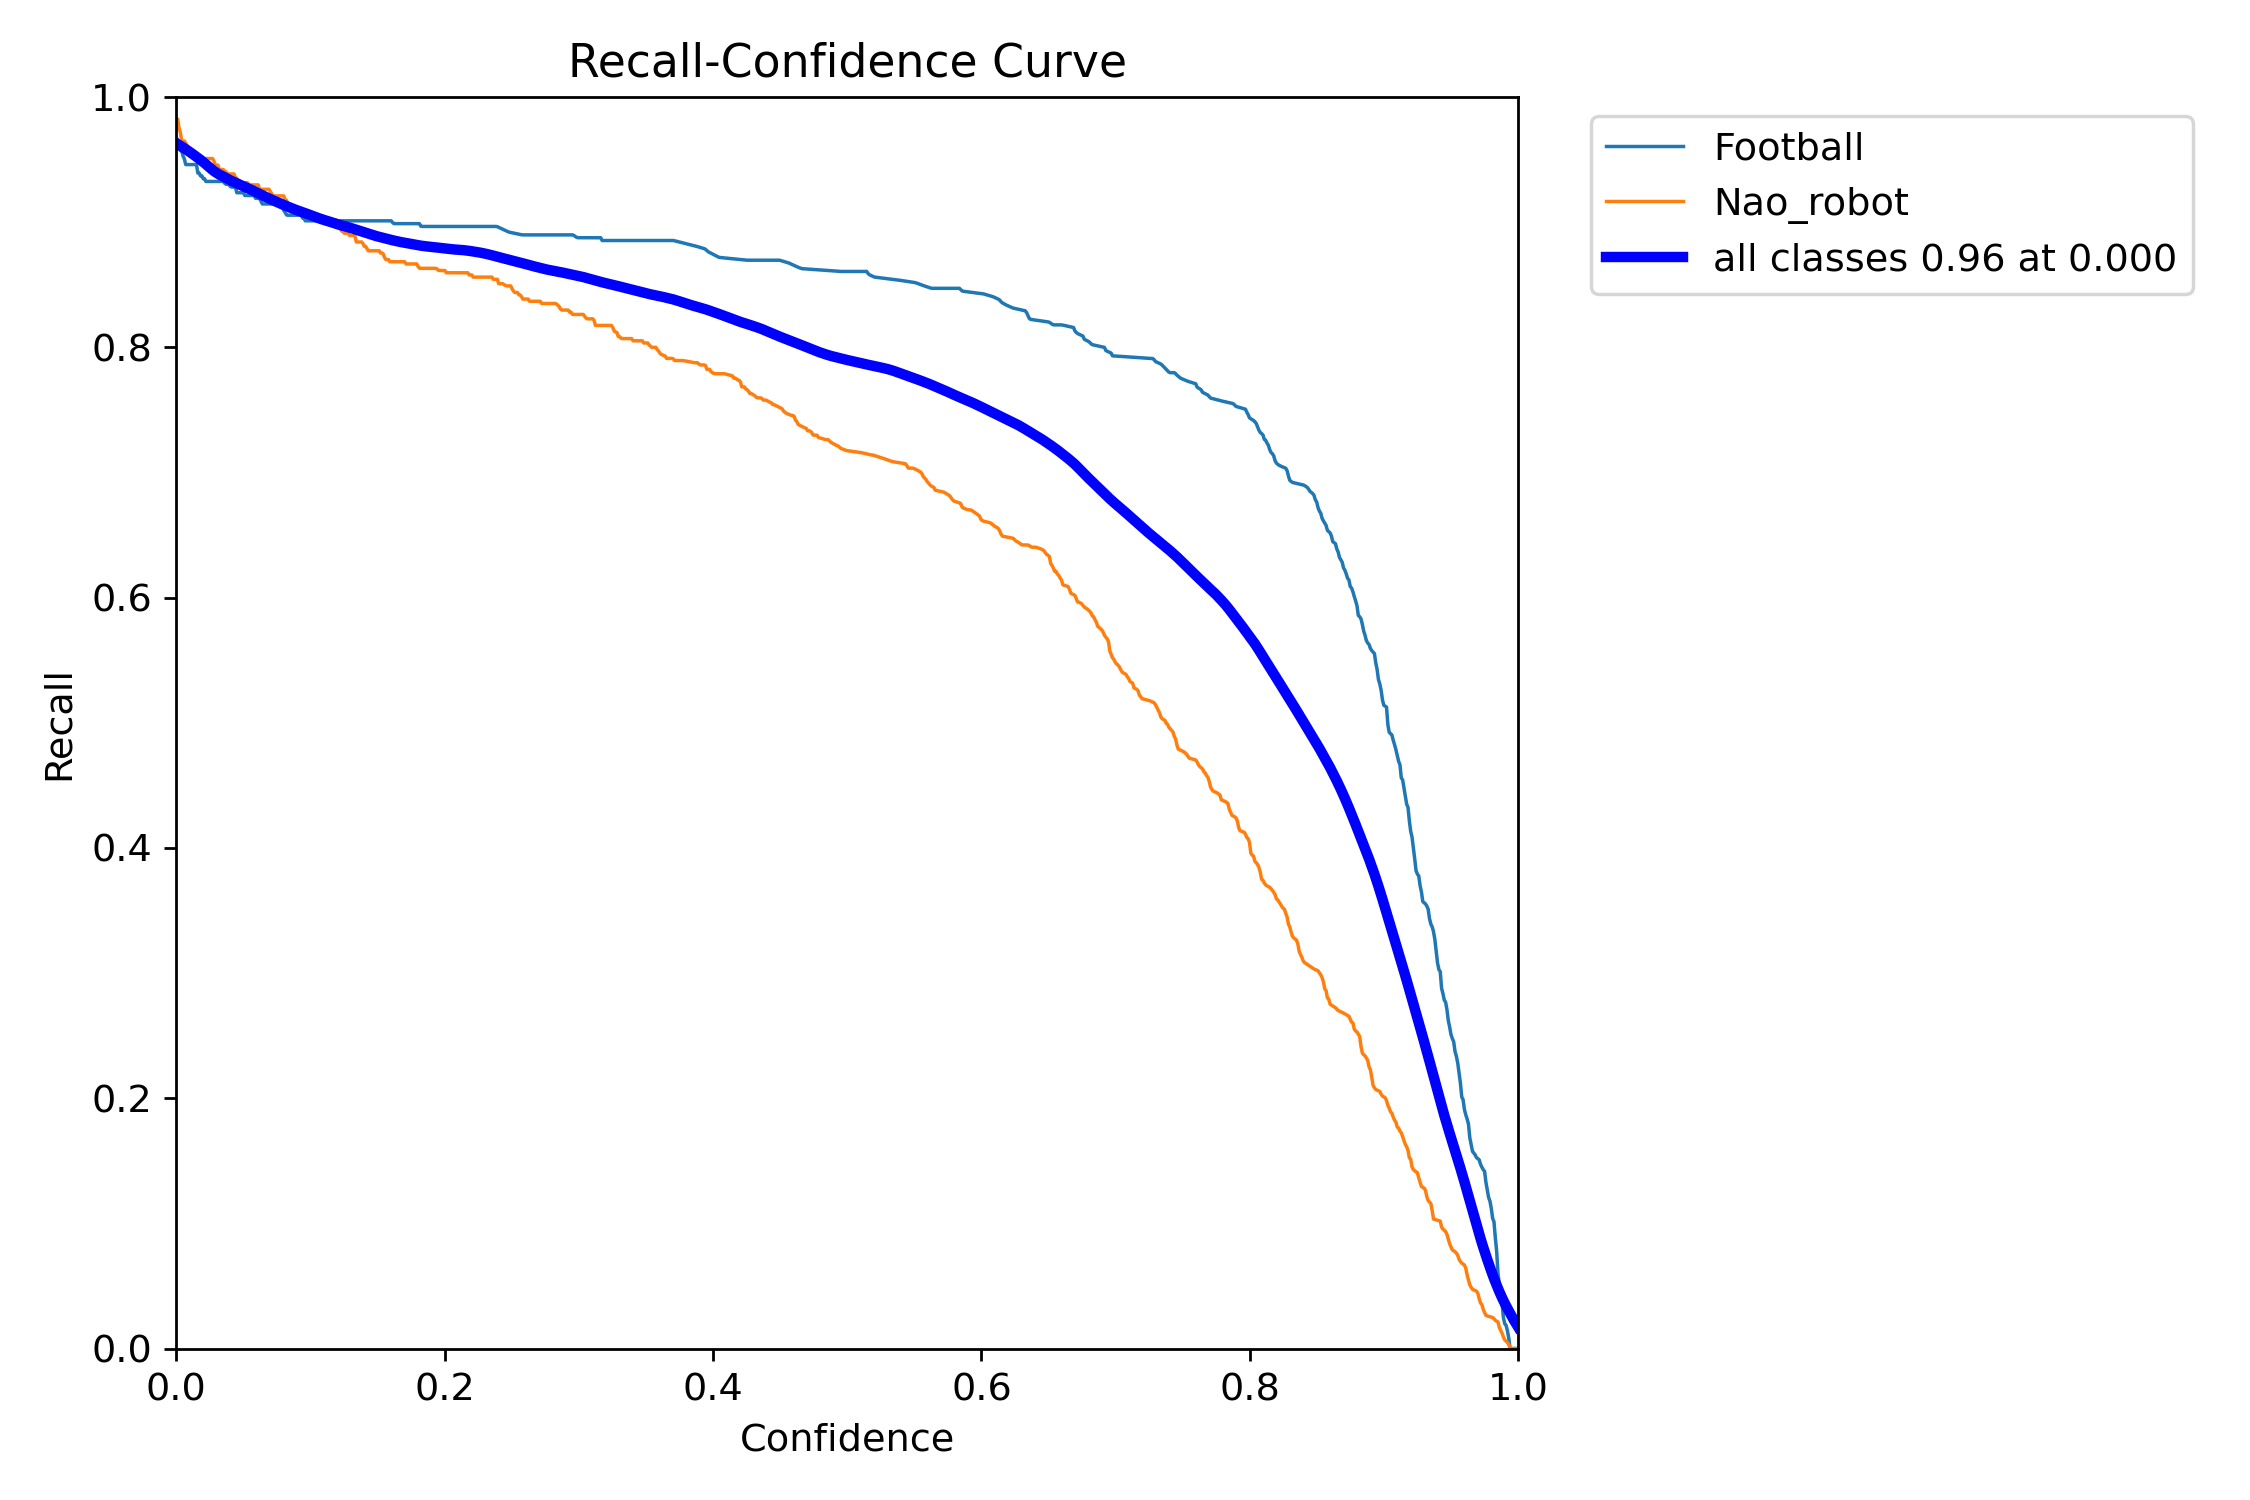 Recall-Confidence Curve
1.0
0.8
0.6
0.4
0.2
0.0
Recall
0.0 0.2 0.4 0.6 0.8 1.0
Confidence
Football
Nao_robot
all classes 0.96 at 0.000